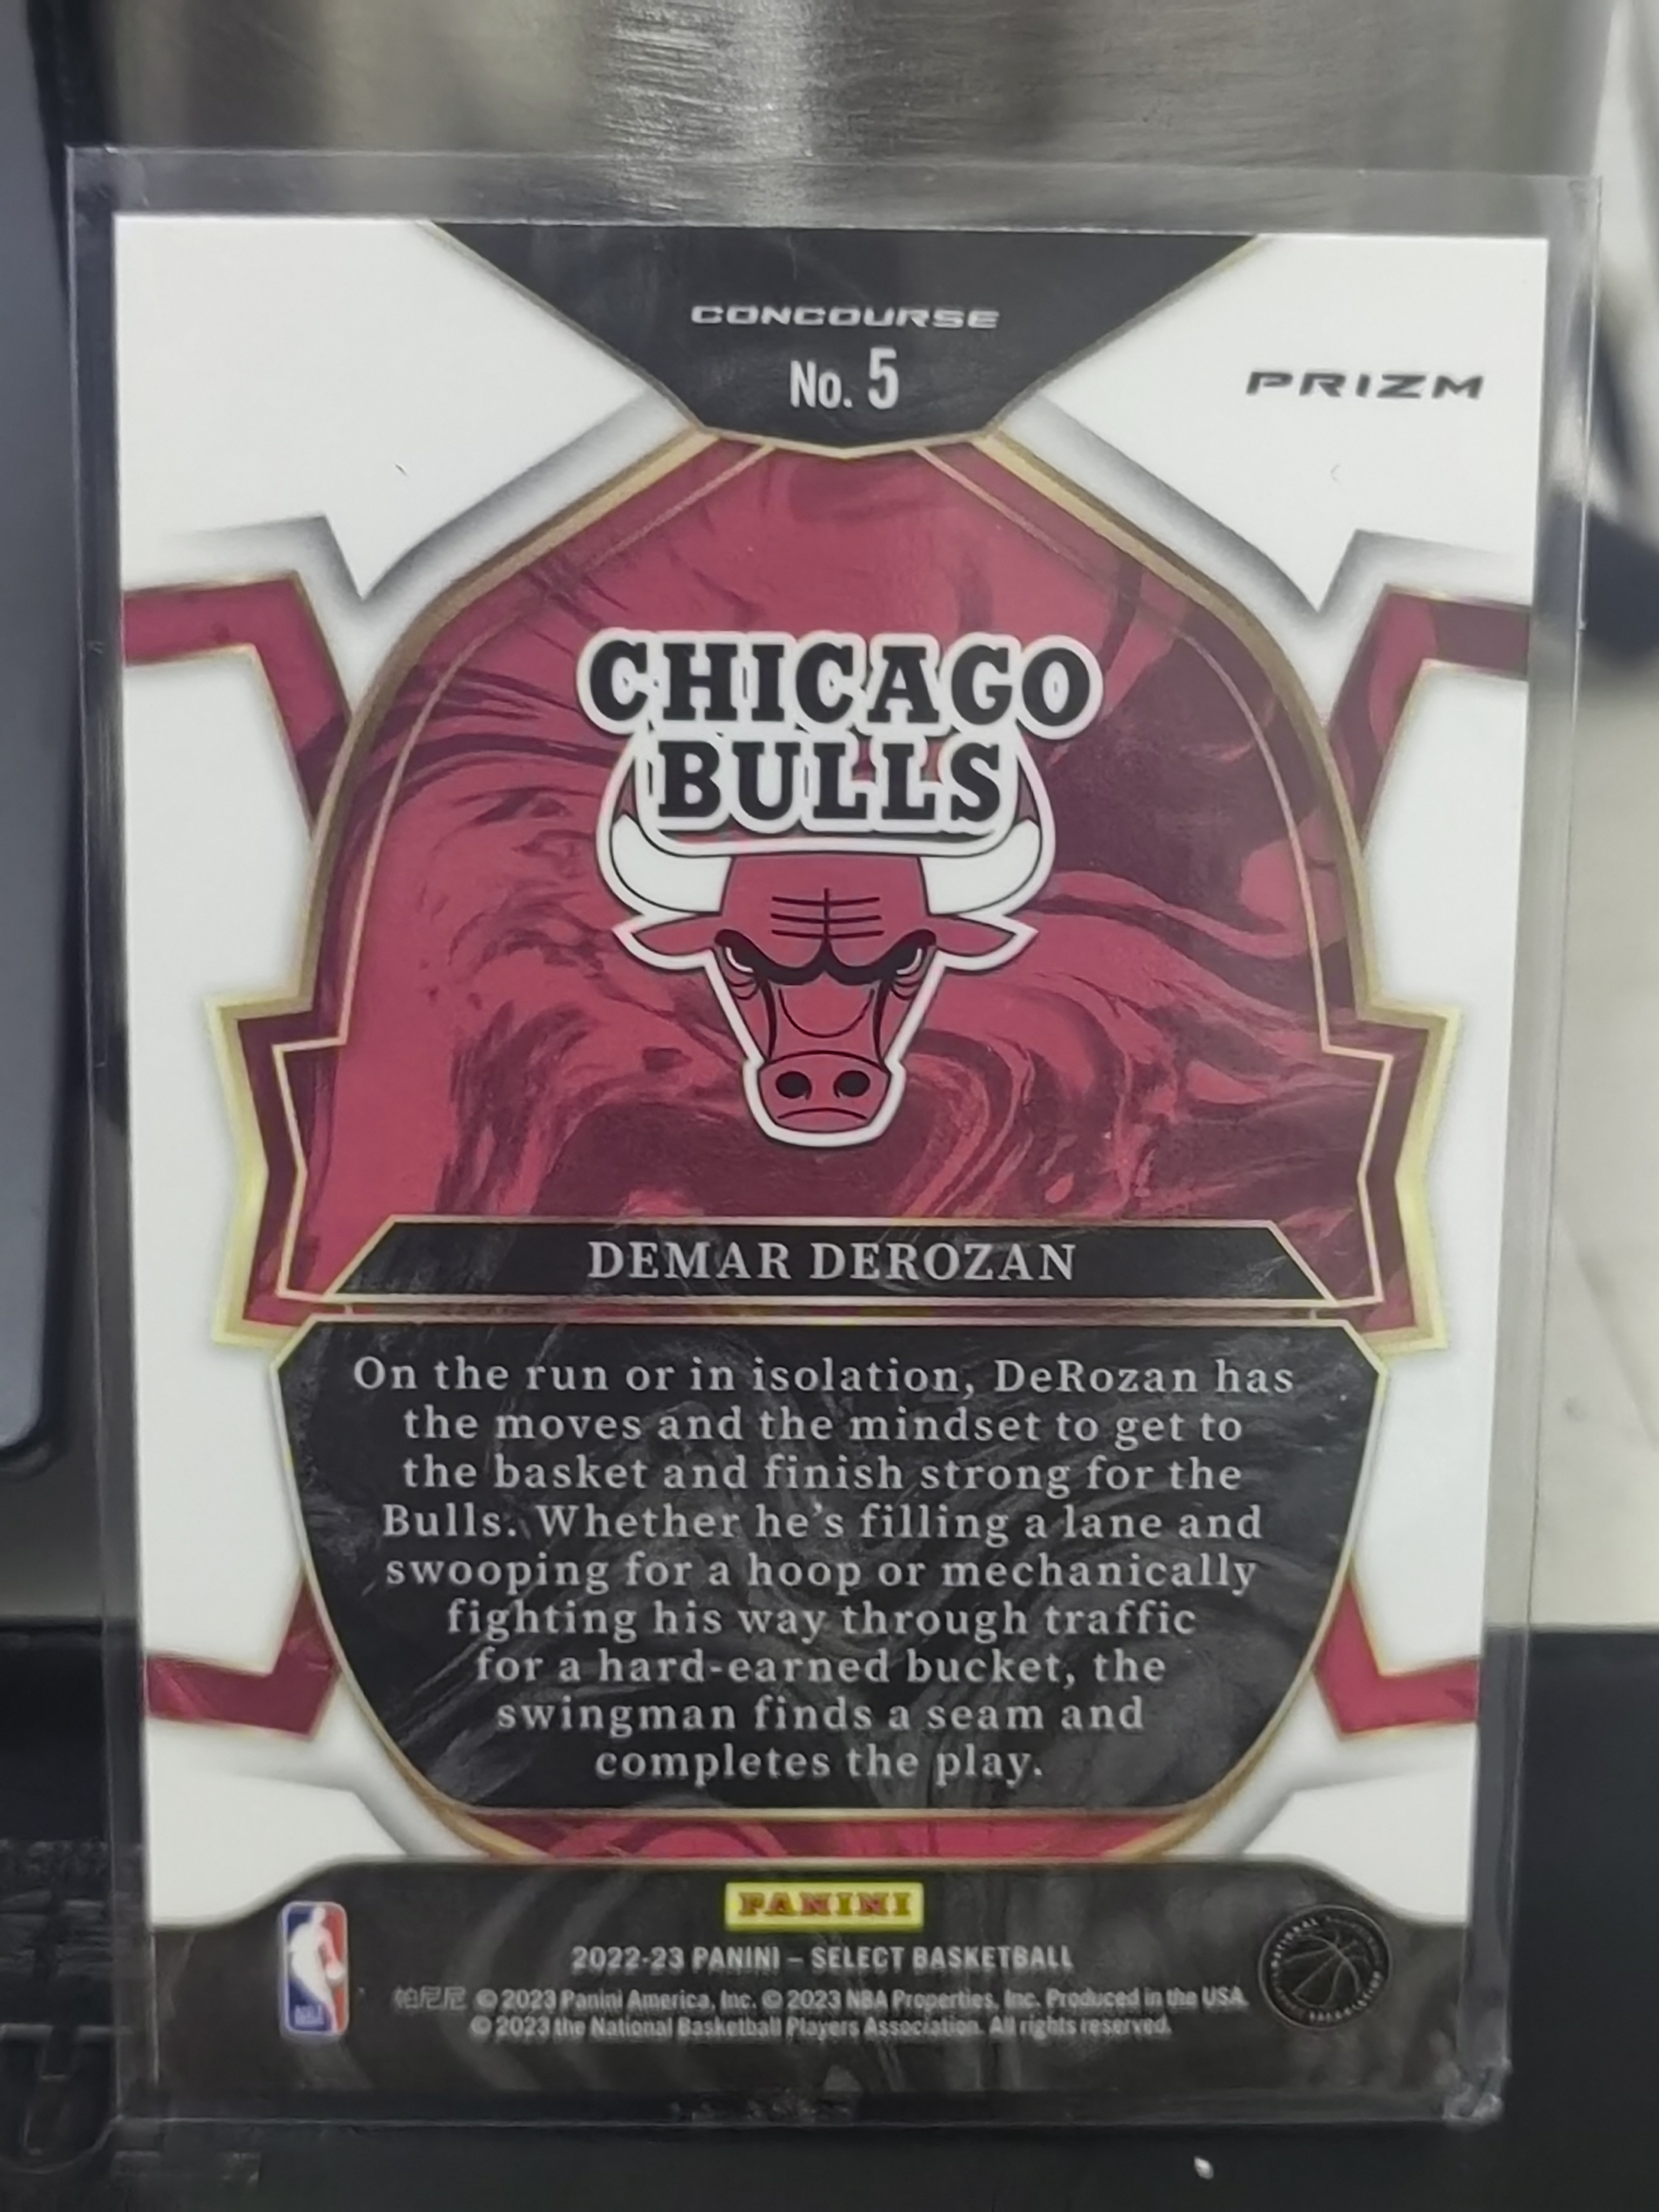 CONCOURSE
No. 5
PRIZM
CHICAGO
BULLS
DEMAR DEROZAN
On the run or in isolation, DeRozan has
the moves and the mindset to get to
the basket and finish strong for the
Bulls. Whether he's filling a lane and
swooping for a hoop or mechanically
fighting his way through traffic
for a hard-earned bucket, the
swingman finds a seam and
completes the play.
PANINI
2022-23 PANINI – SELECT BASKETBALL
帕尼尼 © 2023 Panini America, Inc. © 2023 NBA Properties, Inc. Produced in the USA.
© 2023 the National Basketball Players Association. All rights reserved.